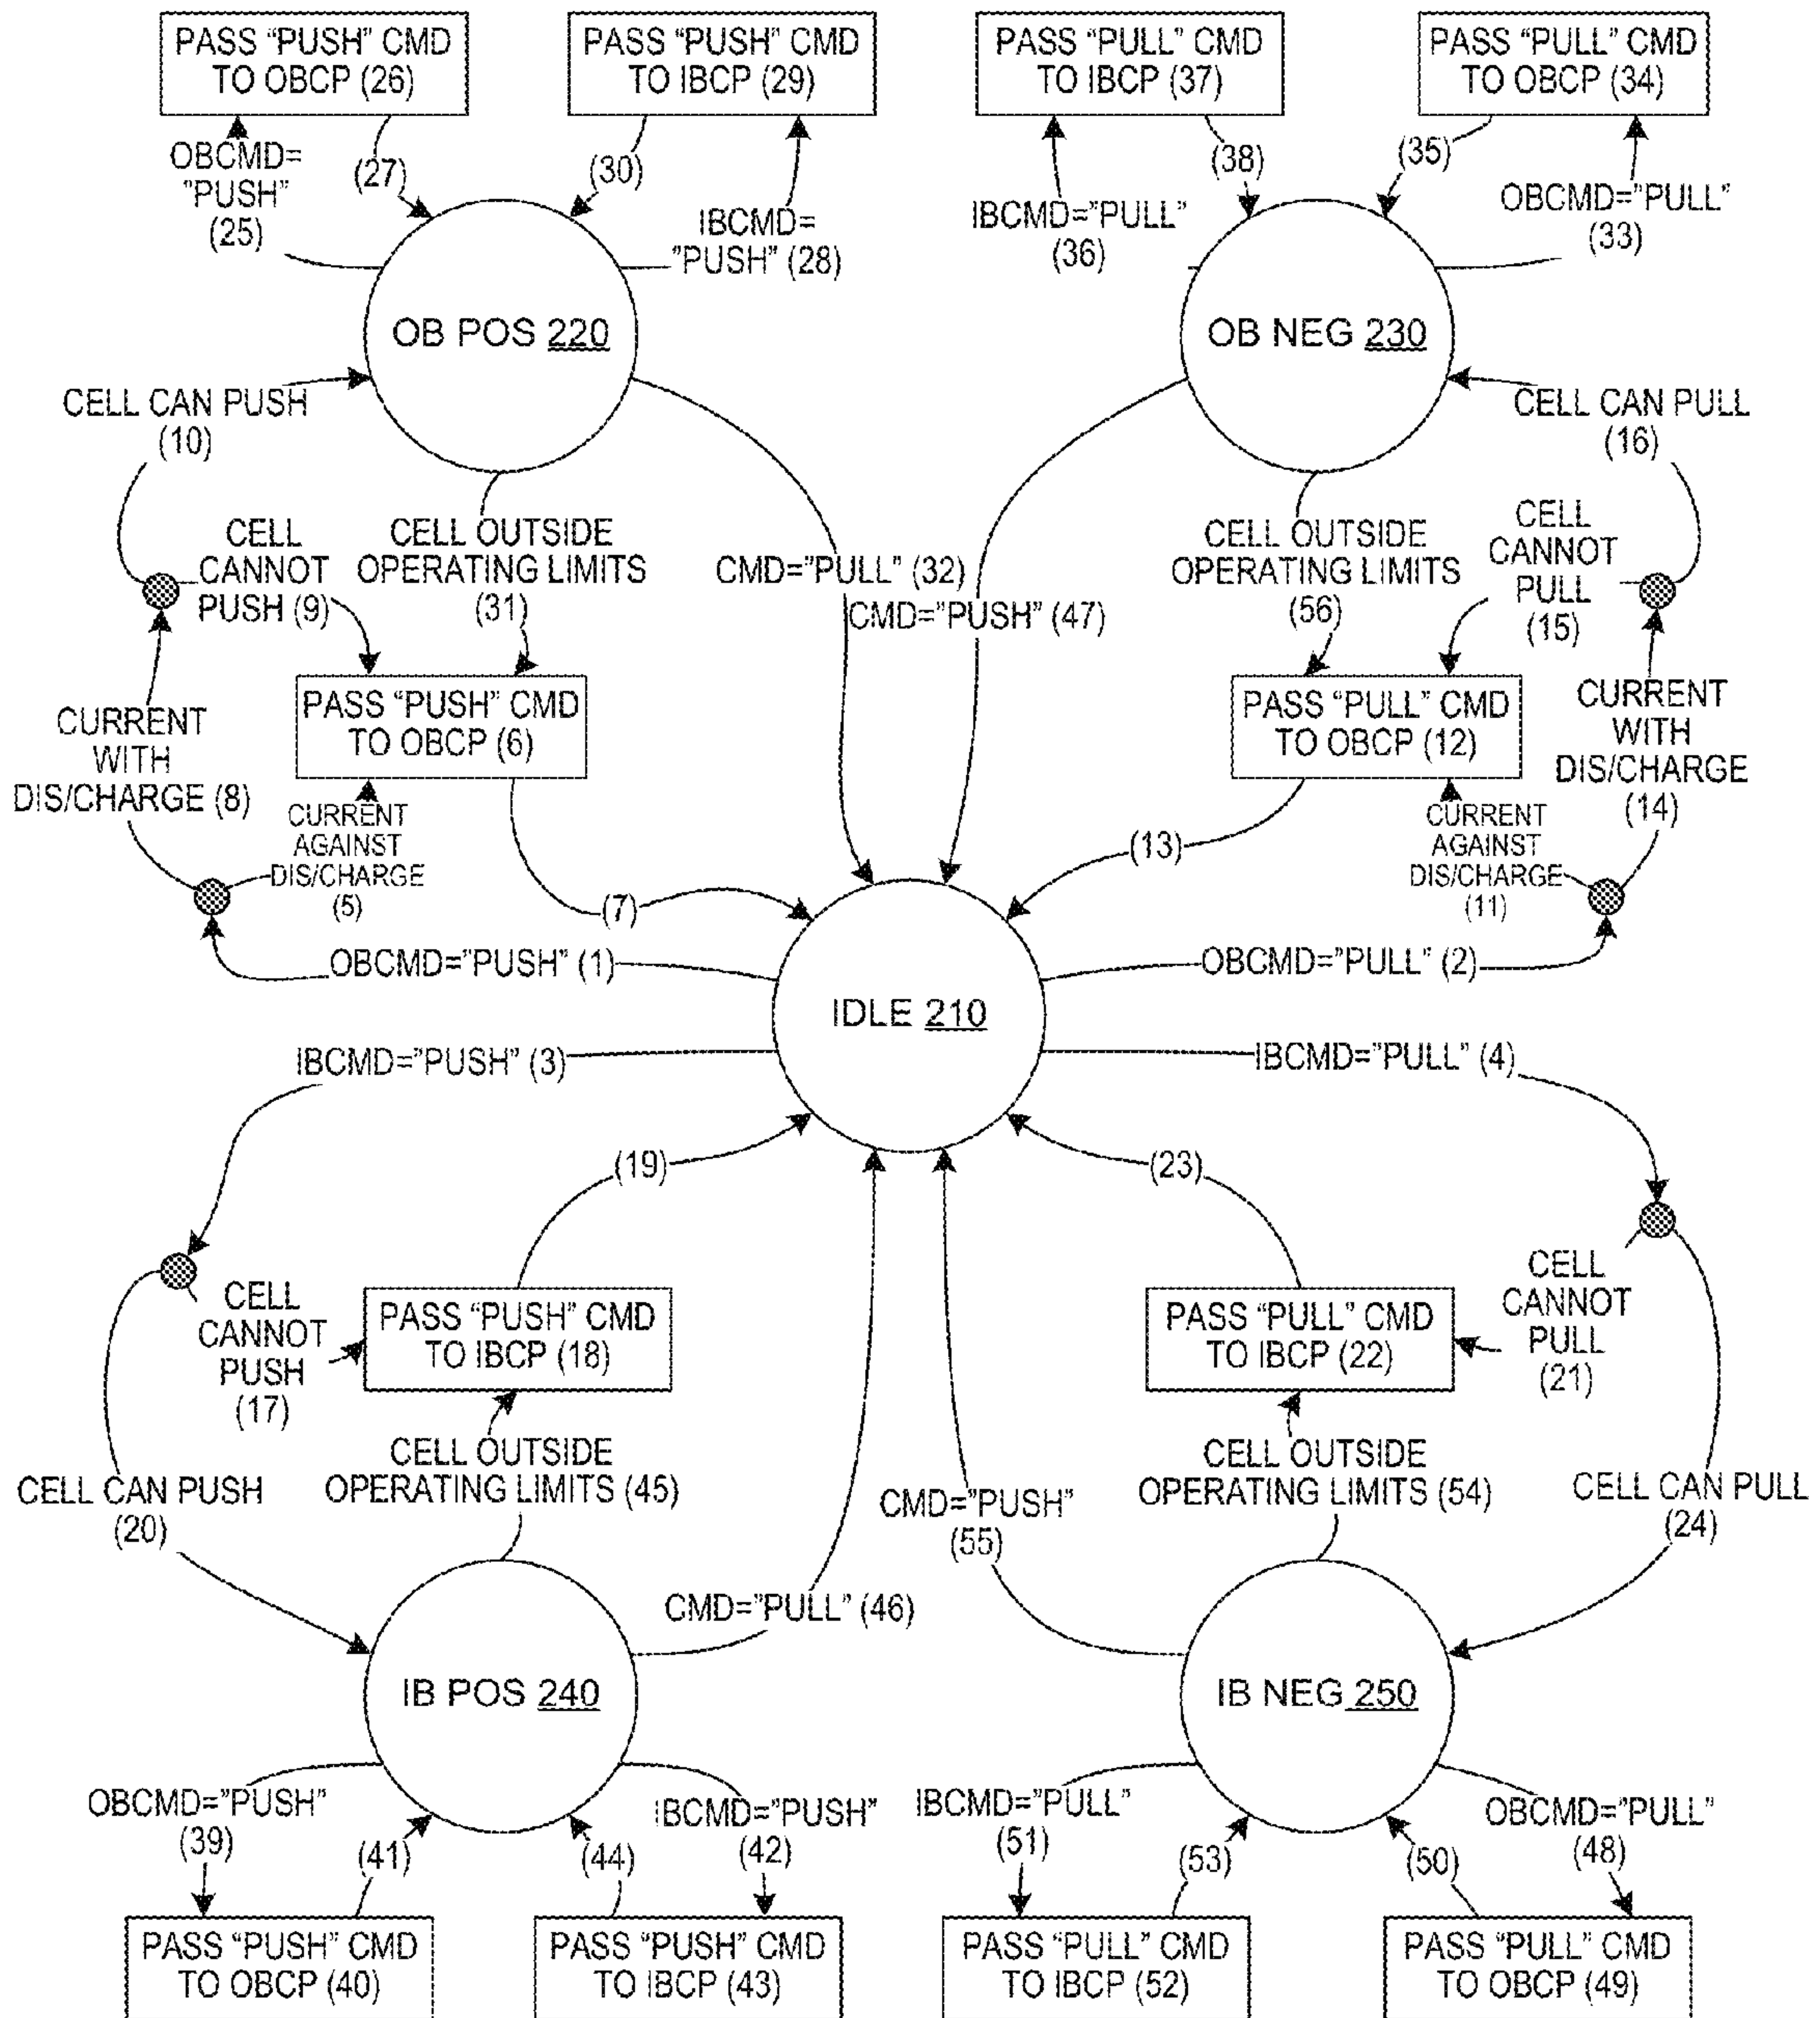 PASS “PUSH” CMD
TO OBCP (26)
PASS “PUSH” CMD
TO IBCP (29)
PASS “PULL” CMD
TO IBCP (37)
PASS “PULL” CMD
TO OBCP (34)
OBCMD=
”PUSH”
(25)
(27)
(30)
IBCMD=
”PUSH” (28)
IBCMD=”PULL”
(36)
(38)
(35)
OBCMD=”PULL”
(33)
OB POS 220
OB NEG 230
CELL CAN PUSH
(10)
CELL CAN PULL
(16)
CELL
CANNOT
PUSH (9)
CELL OUTSIDE
OPERATING LIMITS
(31)
CMD=”PULL” (32)
CMD=”PUSH” (47)
CELL OUTSIDE
OPERATING LIMITS
(56)
CELL
CANNOT
PULL
(15)
CURRENT
WITH
DIS/CHARGE (8)
PASS “PUSH” CMD
TO OBCP (6)
PASS “PULL” CMD
TO OBCP (12)
CURRENT
WITH
DIS/CHARGE
(14)
CURRENT
AGAINST
DIS/CHARGE
(5)
(7)
(13)
CURRENT
AGAINST
DIS/CHARGE
(11)
OBCMD=”PUSH” (1)
OBCMD=”PULL” (2)
IDLE 210
IBCMD=”PUSH” (3)
IBCMD=”PULL” (4)
(19)
(23)
CELL
CANNOT
PUSH
(17)
PASS “PUSH” CMD
TO IBCP (18)
PASS “PULL” CMD
TO IBCP (22)
CELL
CANNOT
PULL
(21)
CELL CAN PUSH
(20)
CELL OUTSIDE
OPERATING LIMITS (45)
CMD=”PUSH”
(55)
CELL OUTSIDE
OPERATING LIMITS (54)
CELL CAN PULL
(24)
CMD=”PULL” (46)
IB POS 240
IB NEG 250
OBCMD=”PUSH”
(39)
(41)
(44)
IBCMD=”PUSH”
(42)
IBCMD=”PULL”
(51)
(53)
(50)
OBCMD=”PULL”
(48)
PASS “PUSH” CMD
TO OBCP (40)
PASS “PUSH” CMD
TO IBCP (43)
PASS “PULL” CMD
TO IBCP (52)
PASS “PULL” CMD
TO OBCP (49)